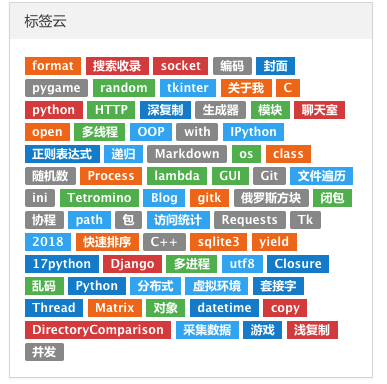 标签云
format 搜索收录 socket 编码 封面
pygame random tkinter 关于我 C
python HTTP 深复制 生成器 模块 聊天室
open 多线程 OOP with IPython
正则表达式 递归 Markdown os class
随机数 Process lambda GUI Git 文件遍历
ini Tetromino Blog gitk 俄罗斯方块 闭包
协程 path 包 访问统计 Requests Tk
2018 快速排序 C++ sqlite3 yield
17python Django 多进程 utf8 Closure
乱码 Python 分布式 虚拟环境 套接字
Thread Matrix 对象 datetime copy
DirectoryComparison 采集数据 游戏 浅复制
并发